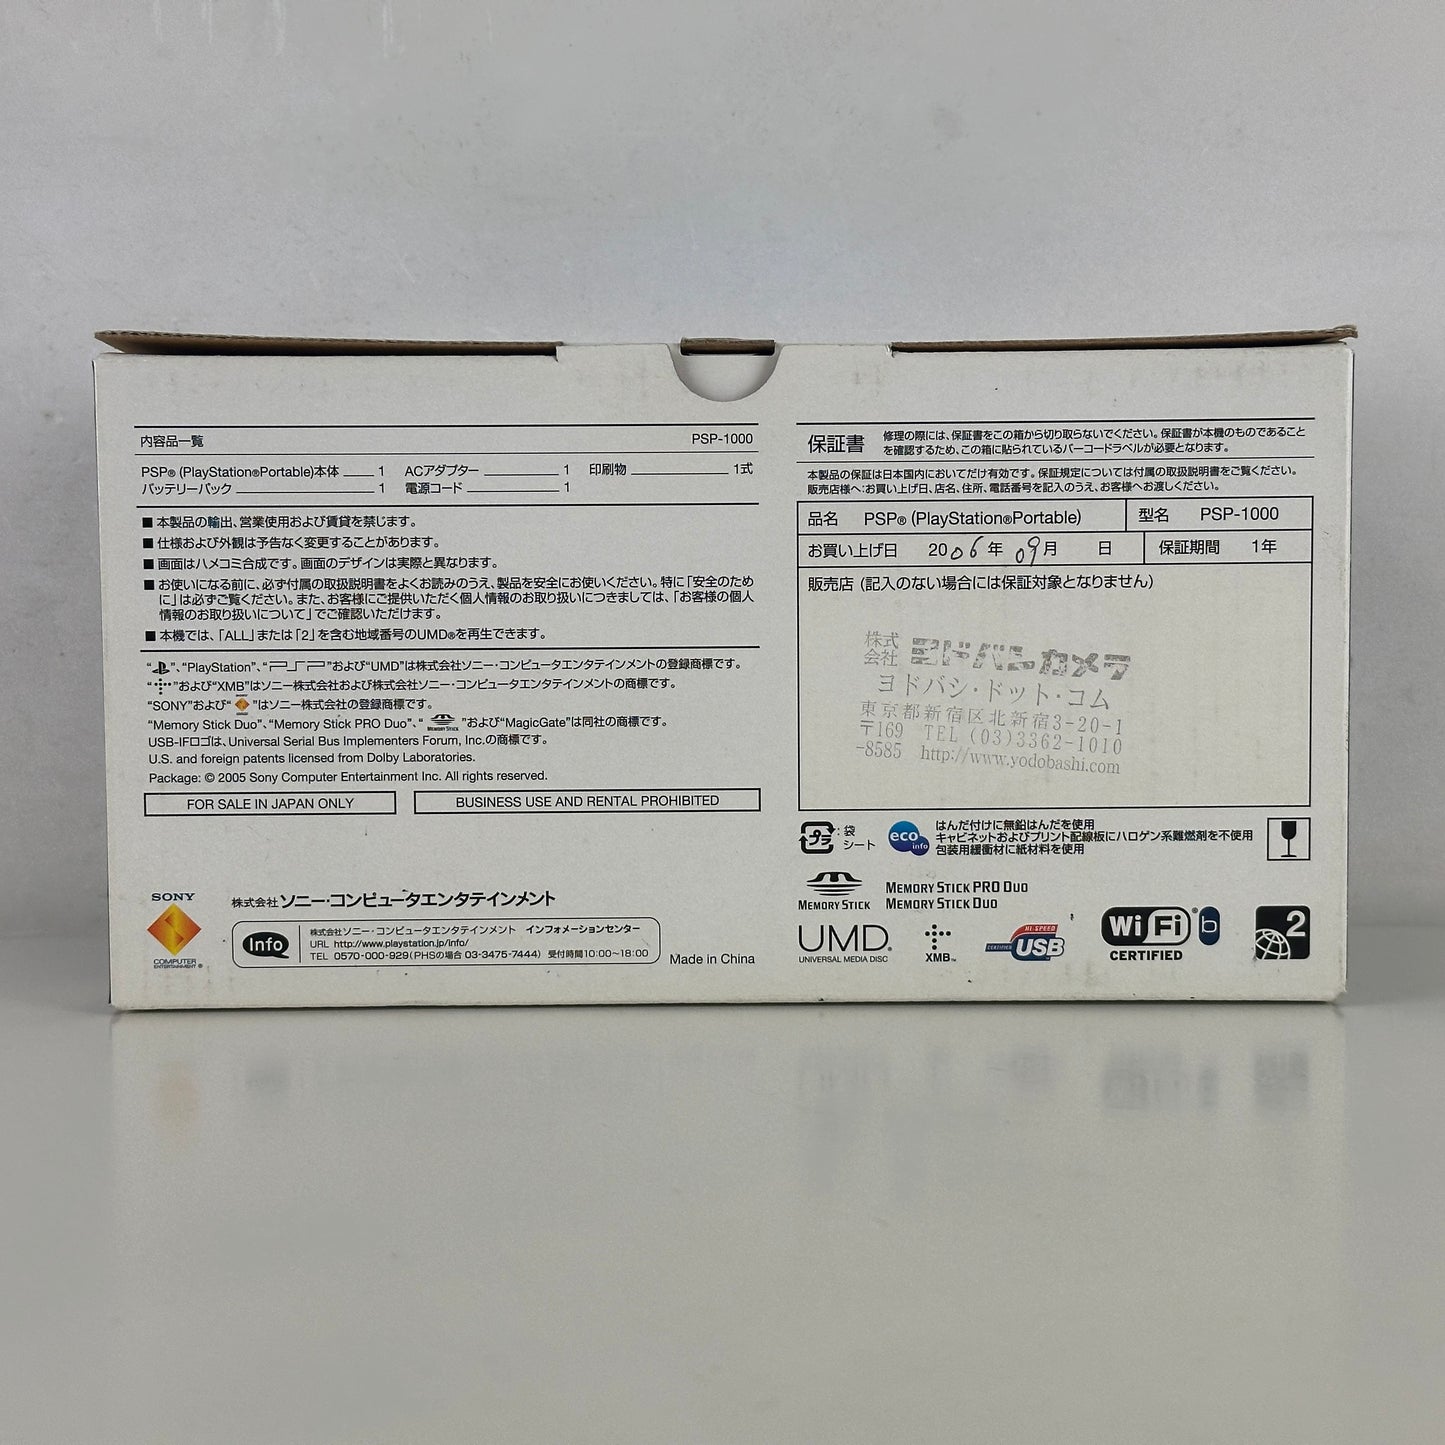 内容品一覧 PSP-1000
PSP® (PlayStation®Portable)本体 1 ACアダプター 1 印刷物 1式
バッテリーパック 1 電源コード 1
■ 本製品の輸出、営業使用および賃貸を禁じます。
■ 仕様および外観は予告なく変更することがあります。
■ 画面はハメコミ合成です。画面のデザインは実際と異なります。
■ お使いになる前に、必ず付属の取扱説明書をよくお読みのうえ、製品を安全にお使いください。特に「安全のため
に」は必ずご覧ください。また、お客様にご提供いただく個人情報のお取り扱いにつきましては、「お客様の個人
情報のお取り扱いについて」でご確認いただけます。
■ 本機では、「ALL」または「2」を含む地域番号のUMD®を再生できます。
“ ”、“PlayStation”、“PSP”および“UMD”は株式会社ソニー・コンピュータエンタテインメントの登録商標です。
“ ”および“XMB”はソニー株式会社および株式会社ソニー・コンピュータエンタテインメントの商標です。
“SONY”および“ ”はソニー株式会社の登録商標です。
“Memory Stick Duo”、“Memory Stick PRO Duo”、“ MEMORY STICK ”および“MagicGate”は同社の商標です。
USB-IFロゴは、Universal Serial Bus Implementers Forum, Inc.の商標です。
U.S. and foreign patents licensed from Dolby Laboratories.
Package: © 2005 Sony Computer Entertainment Inc. All rights reserved.
FOR SALE IN JAPAN ONLY BUSINESS USE AND RENTAL PROHIBITED
SONY
COMPUTER
ENTERTAINMENT®
株式会社ソニー・コンピュータエンタテインメント
Info
株式会社ソニー・コンピュータエンタテインメント インフォメーションセンター
URL http://www.playstation.jp/info/
TEL 0570-000-929(PHSの場合 03-3475-7444) 受付時間10:00~18:00
Made in China
保証書
修理の際には、保証書をこの箱から切り取らないでください。保証書が本機のものであること
を確認するため、この箱に貼られているバーコードラベルが必要となります。
本製品の保証は日本国内においてだけ有効です。保証規定については付属の取扱説明書をご覧ください。
販売店様へ:お買い上げ日、店名、住所、電話番号を記入のうえ、お客様へお渡しください。
品名 PSP® (PlayStation®Portable) 型名 PSP-1000
お買い上げ日 2006年 09月 日 保証期間 1年
販売店 (記入のない場合には保証対象となりません)
株式
会社 ヨドバシカメラ
ヨドバシ・ドット・コム
東京都新宿区北新宿3-20-1
〒169 TEL (03)3362-1010
-8585 http://www.yodobashi.com
プラ :袋
シート
eco info
はんだ付けに無鉛はんだを使用
キャビネットおよびプリント配線板にハロゲン系難燃剤を不使用
包装用緩衝材に紙材料を使用
MEMORY STICK
MEMORY STICK PRO DUO
MEMORY STICK DUO
UMD®
UNIVERSAL MEDIA DISC
XMB™
HI-SPEED
CERTIFIED USB
Wi Fi ® b
CERTIFIED
2